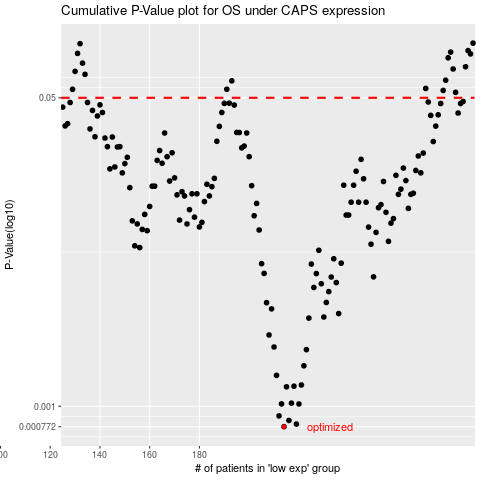 Cumulative P-Value plot for OS under CAPS expression
P-Value(log10)
0.05
0.001
0.000772
optimized
00 120 140 160 180
# of patients in 'low exp' group